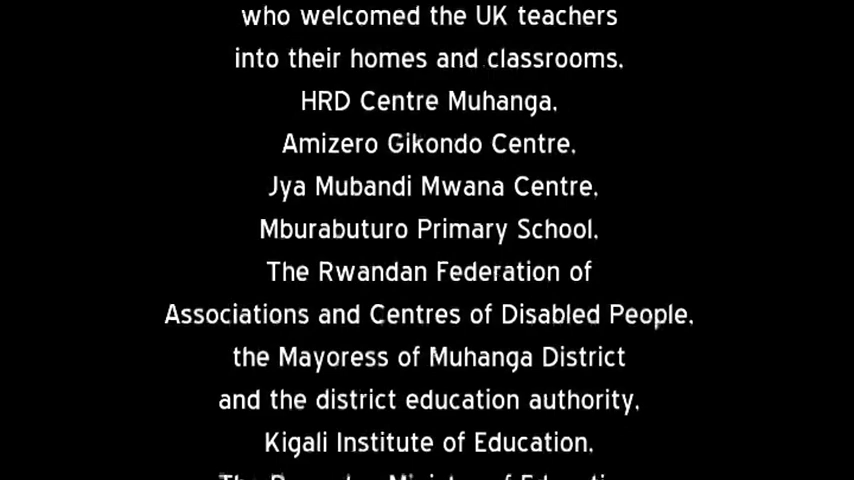 who welcomed the UK teachers
into their homes and classrooms,
HRD Centre Muhanga,
Amizero Gikondo Centre,
Jya Mubandi Mwana Centre,
Mburabuturo Primary School,
The Rwandan Federation of
Associations and Centres of Disabled People,
the Mayoress of Muhanga District
and the district education authority,
Kigali Institute of Education,